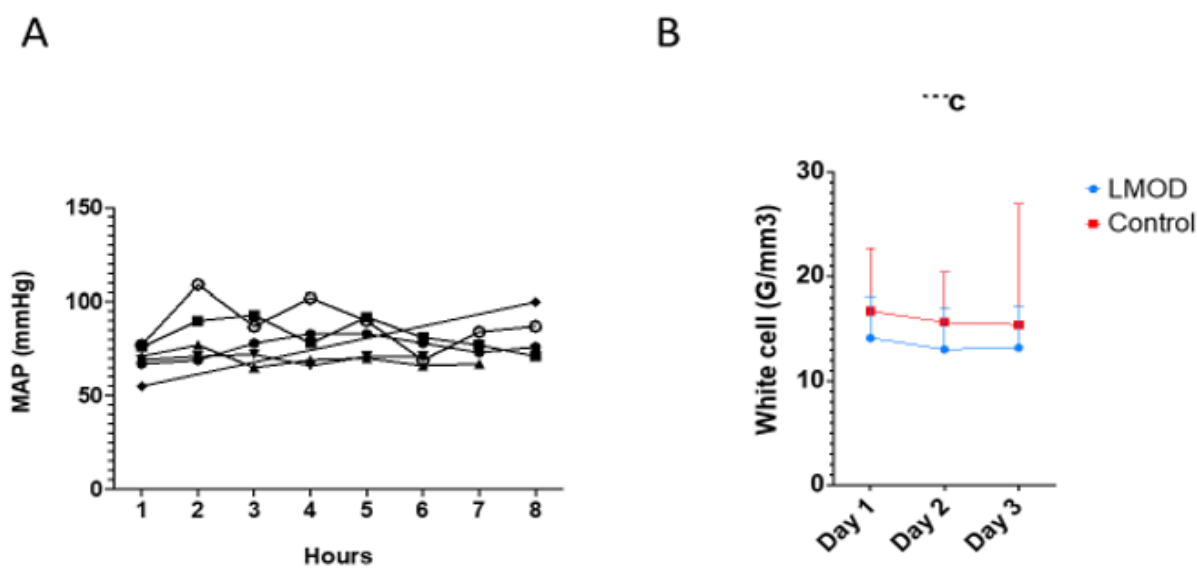 A
B
C
MAP (mmHg)
150
100
50
0
1 2 3 4 5 6 7 8
Hours
White cell (G/mm3)
30
20
10
0
Day 1 Day 2 Day 3
LMOD
Control